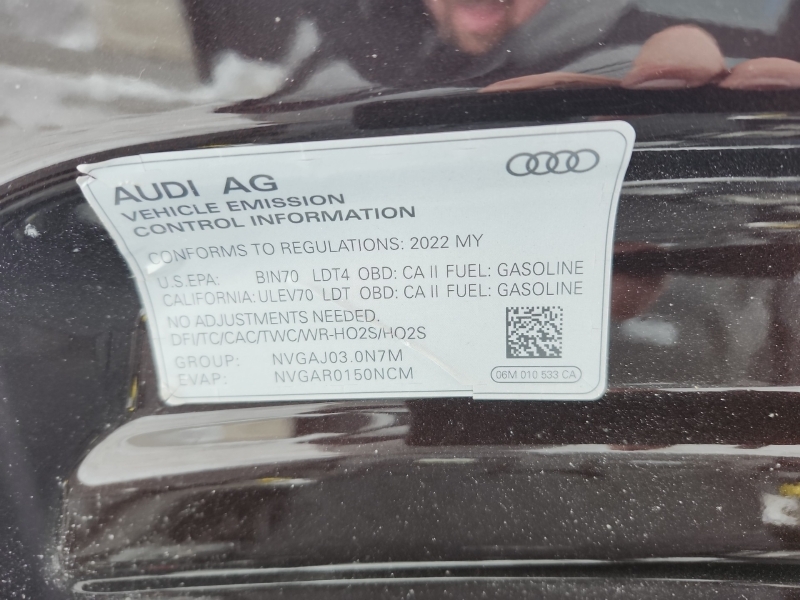 AUDI AG
VEHICLE EMISSION
CONTROL INFORMATION
CONFORMS TO REGULATIONS: 2022 MY
U.S.EPA: BIN70 LDT4 OBD: CA II FUEL: GASOLINE
CALIFORNIA: ULEV70 LDT OBD: CA II FUEL: GASOLINE
NO ADJUSTMENTS NEEDED.
DFI/TC/CAC/TWC/WR-HO2S/HO2S
GROUP: NVGAJ03.0N7M
EVAP: NVGAR0150NCM
06M 010 533 CA